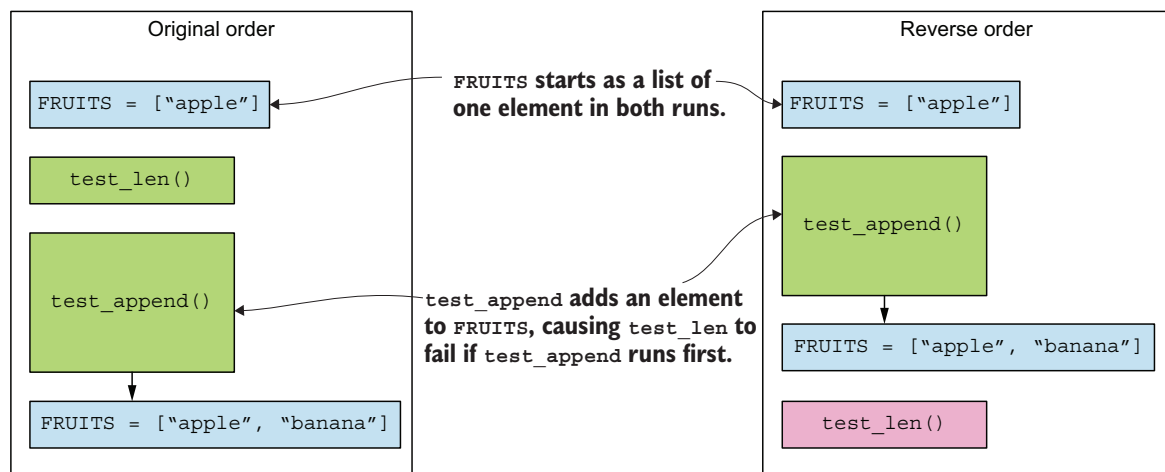 Original order
FRUITS = [“apple”]
test_len()
test_append()
FRUITS = [“apple”, “banana”]
FRUITS starts as a list of
one element in both runs.
test_append adds an element
to FRUITS, causing test_len to
fail if test_append runs first.
Reverse order
FRUITS = [“apple”]
test_append()
FRUITS = [“apple”, “banana”]
test_len()